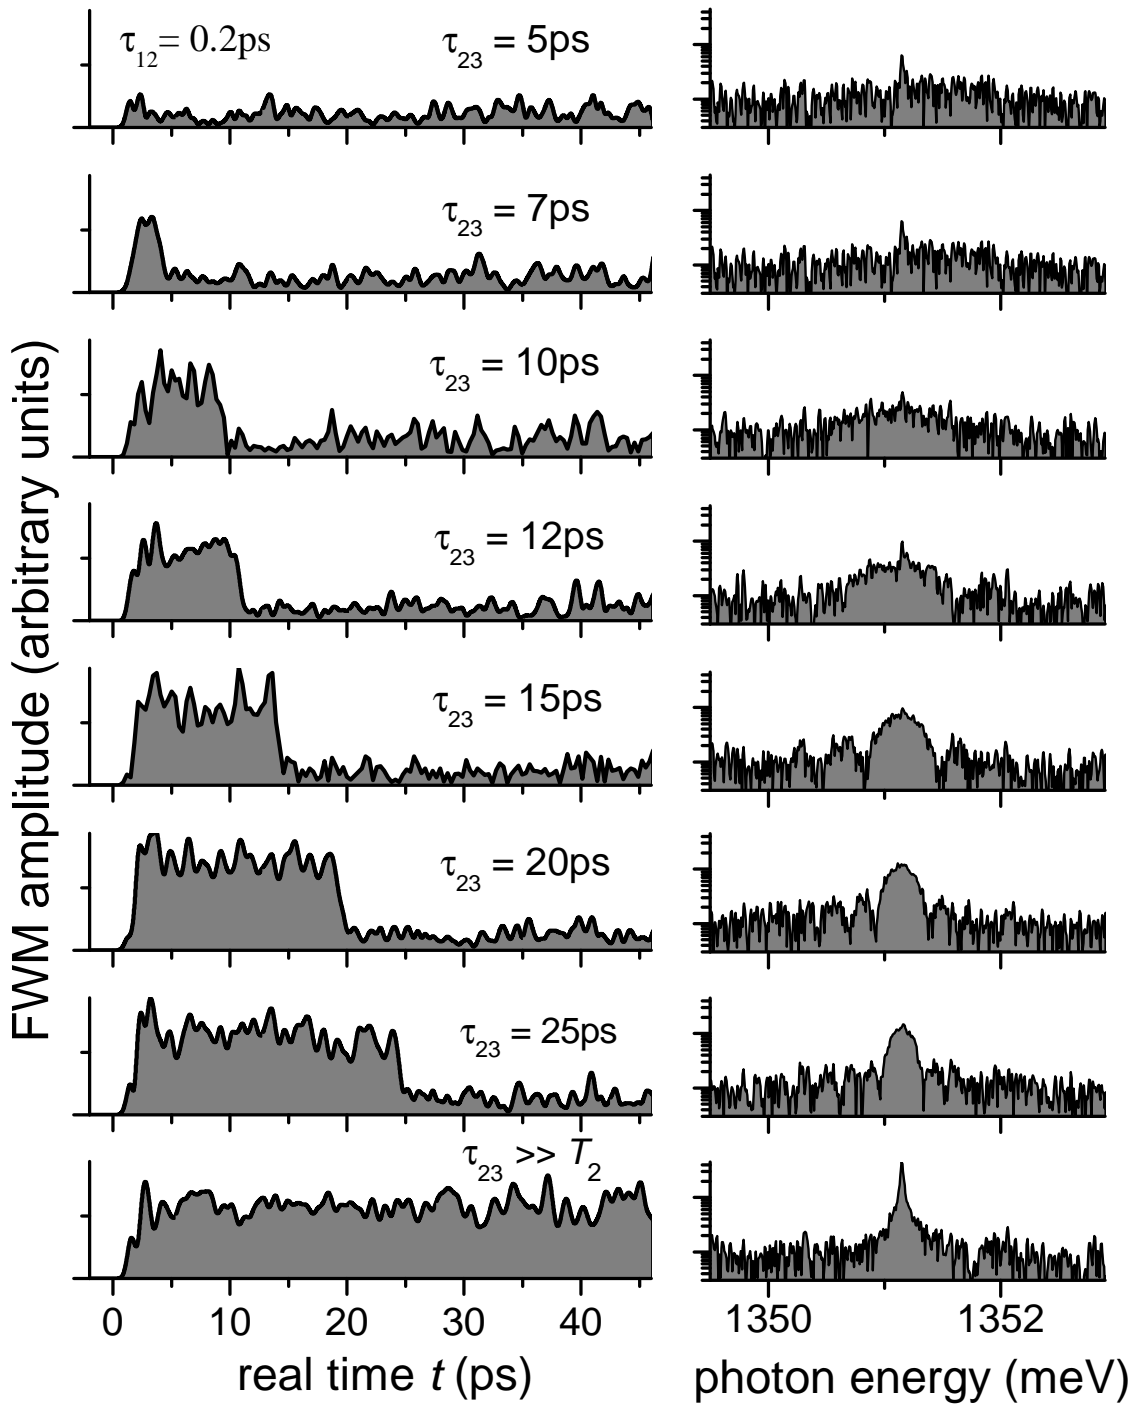 τ12= 0.2ps
τ23 = 5ps
τ23 = 7ps
τ23 = 10ps
τ23 = 12ps
τ23 = 15ps
τ23 = 20ps
τ23 = 25ps
τ23 >> T2
FWM amplitude (arbitrary units)
0 10 20 30 40
1350 1352
real time t (ps)
photon energy (meV)